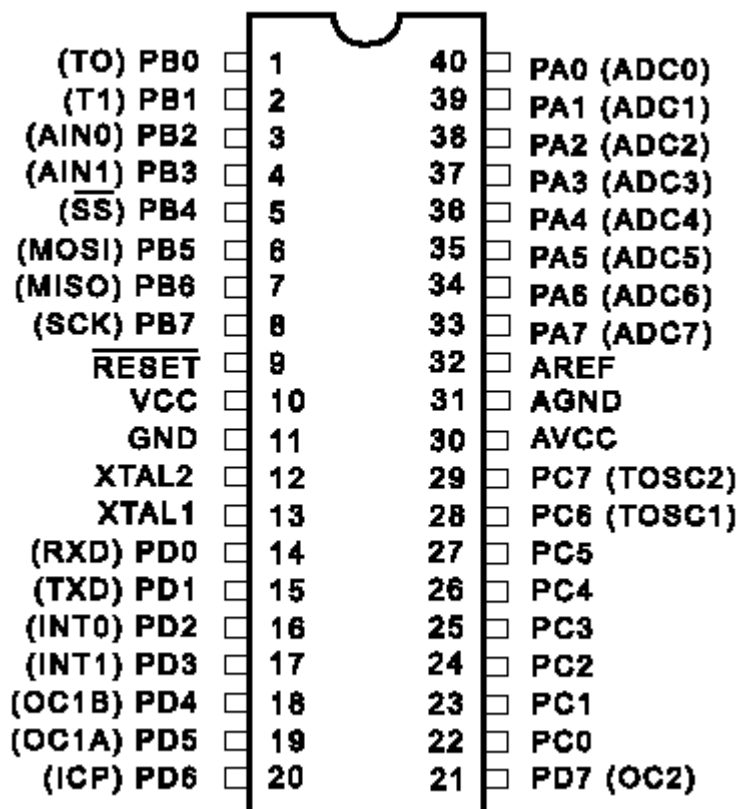 (TO) PB0 1 40 PA0 (ADC0)
(T1) PB1 2 39 PA1 (ADC1)
(AIN0) PB2 3 38 PA2 (ADC2)
(AIN1) PB3 4 37 PA3 (ADC3)
(S̅S̅) PB4 5 36 PA4 (ADC4)
(MOSI) PB5 6 35 PA5 (ADC5)
(MISO) PB6 7 34 PA6 (ADC6)
(SCK) PB7 8 33 PA7 (ADC7)
R̅E̅S̅E̅T̅ 9 32 AREF
VCC 10 31 AGND
GND 11 30 AVCC
XTAL2 12 29 PC7 (TOSC2)
XTAL1 13 28 PC6 (TOSC1)
(RXD) PD0 14 27 PC5
(TXD) PD1 15 26 PC4
(INT0) PD2 16 25 PC3
(INT1) PD3 17 24 PC2
(OC1B) PD4 18 23 PC1
(OC1A) PD5 19 22 PC0
(ICP) PD6 20 21 PD7 (OC2)